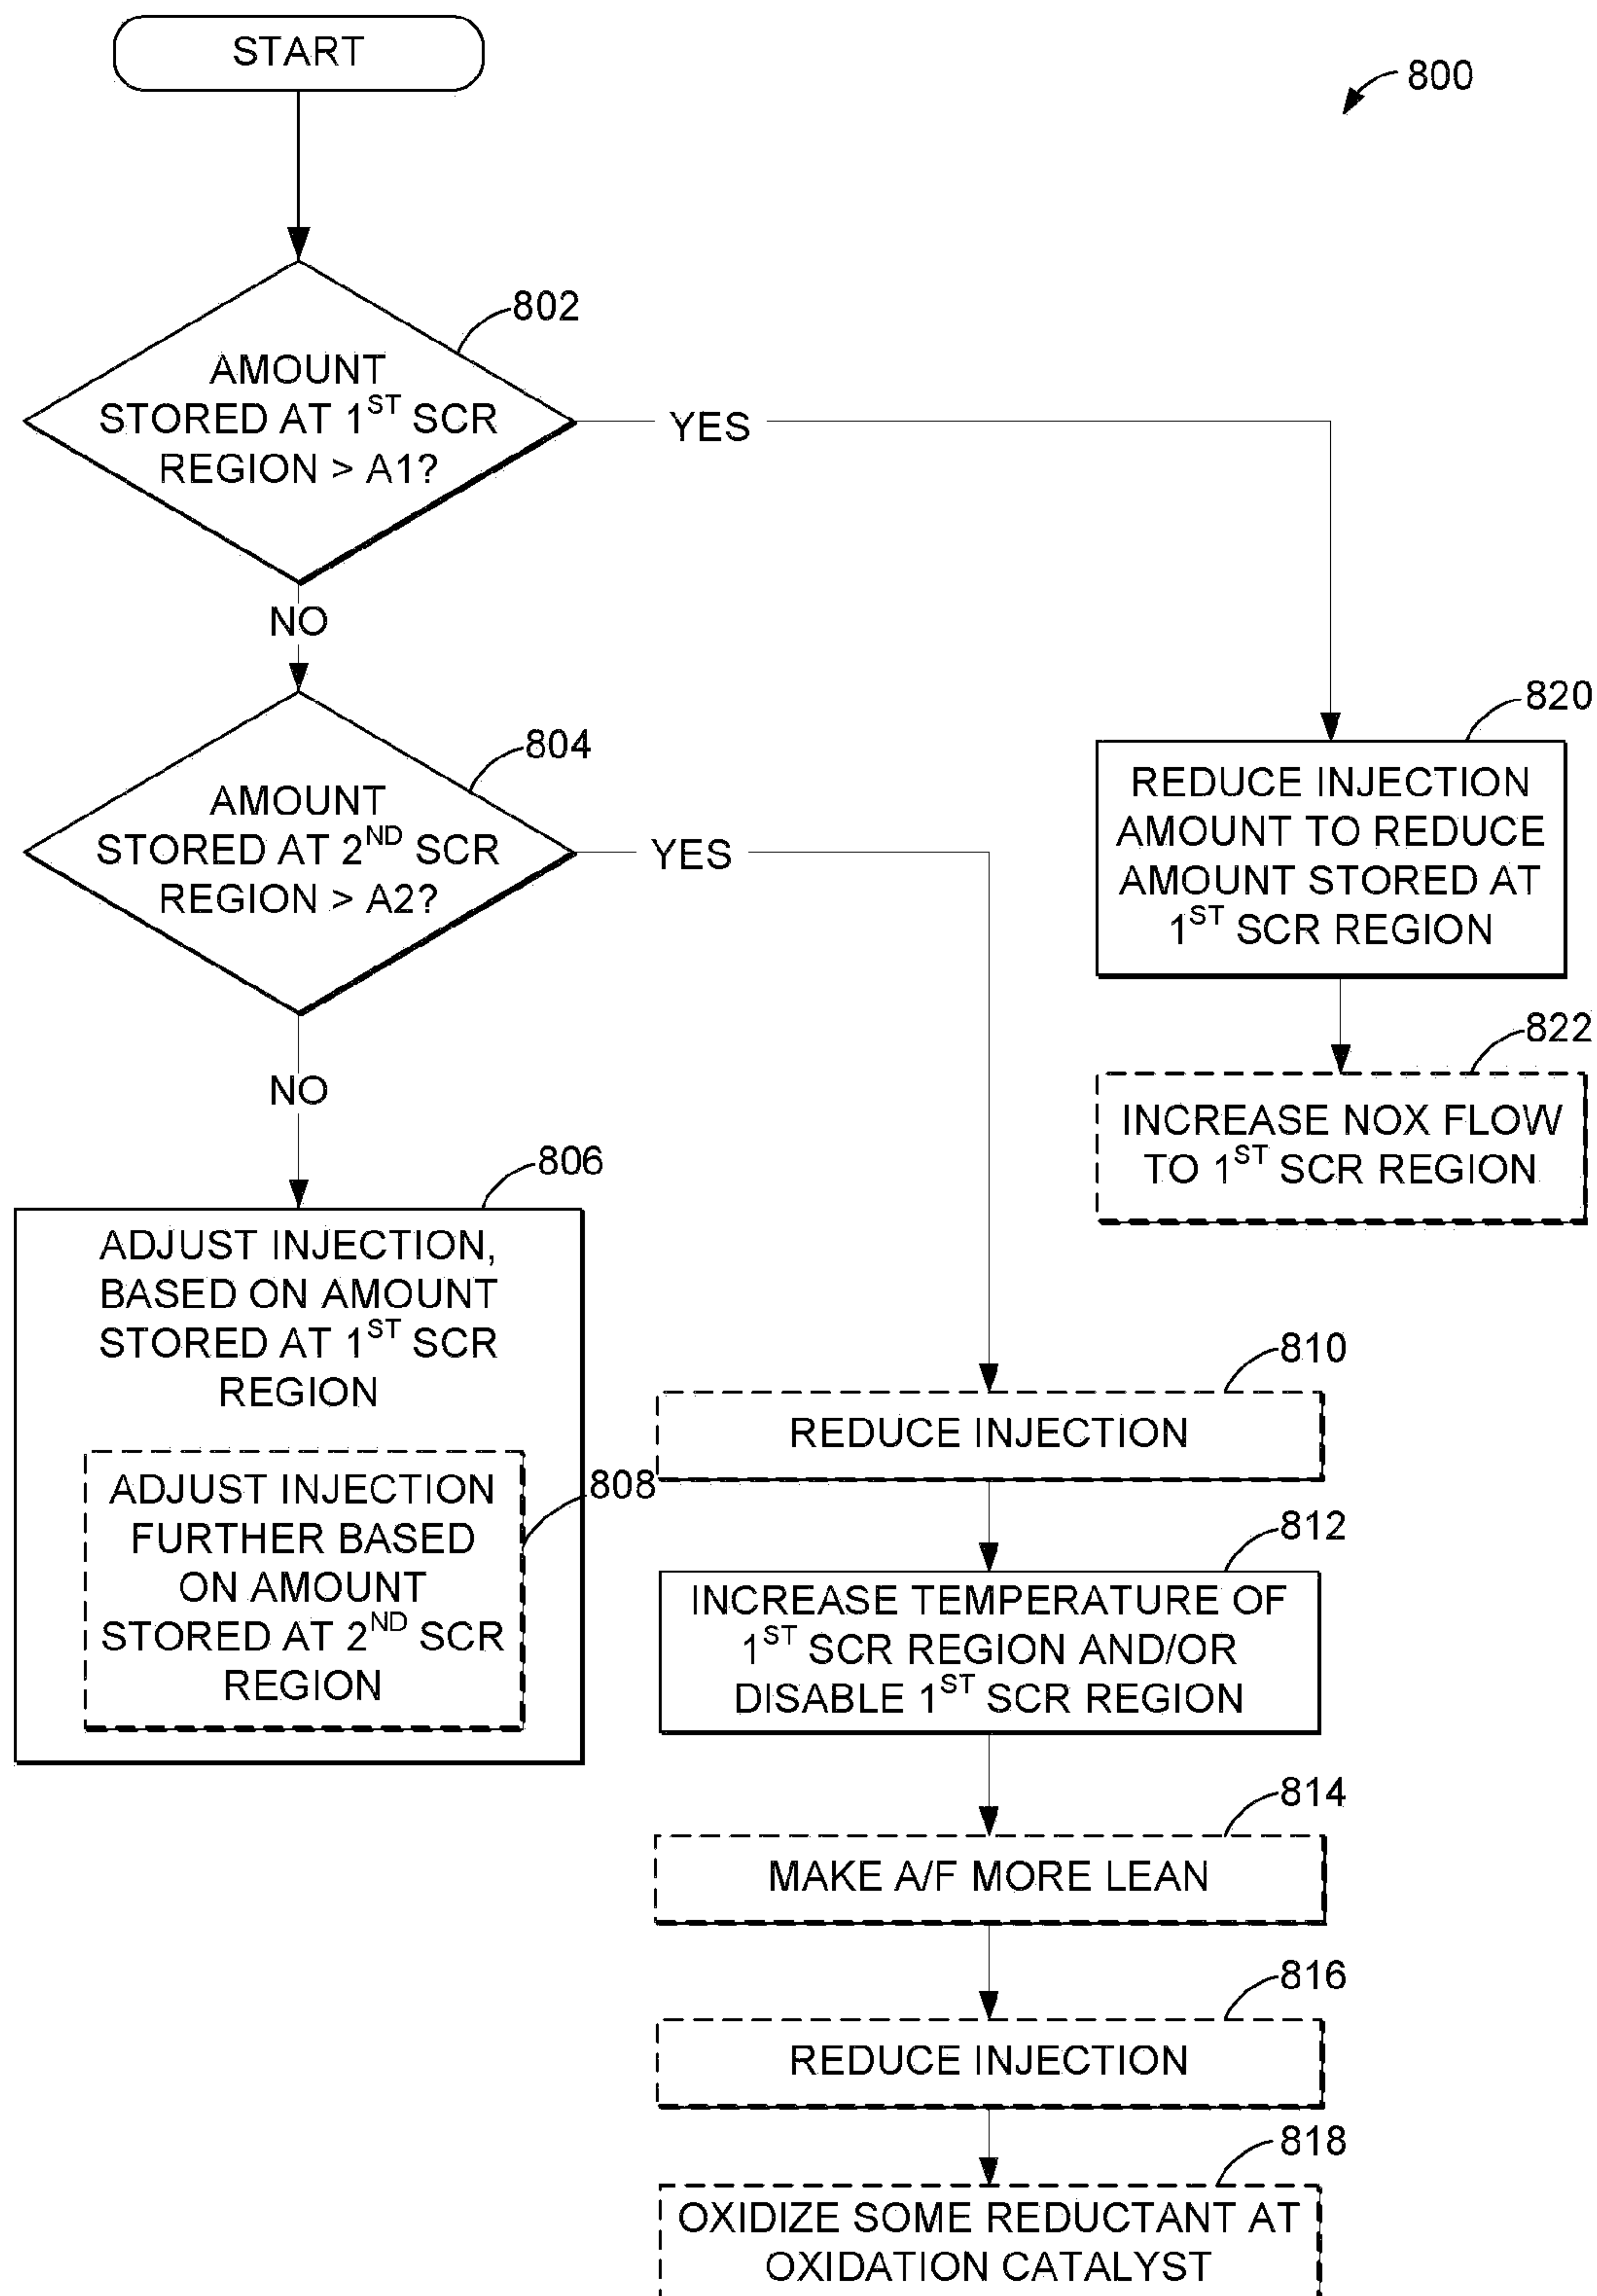 START
800
802
AMOUNT
STORED AT 1ST SCR
REGION > A1?
YES
NO
804
AMOUNT
STORED AT 2ND SCR
REGION > A2?
YES
NO
820
REDUCE INJECTION
AMOUNT TO REDUCE
AMOUNT STORED AT
1ST SCR REGION
822
INCREASE NOX FLOW
TO 1ST SCR REGION
806
ADJUST INJECTION,
BASED ON AMOUNT
STORED AT 1ST SCR
REGION
808
ADJUST INJECTION
FURTHER BASED
ON AMOUNT
STORED AT 2ND SCR
REGION
810
REDUCE INJECTION
812
INCREASE TEMPERATURE OF
1ST SCR REGION AND/OR
DISABLE 1ST SCR REGION
814
MAKE A/F MORE LEAN
816
REDUCE INJECTION
818
OXIDIZE SOME REDUCTANT AT
OXIDATION CATALYST